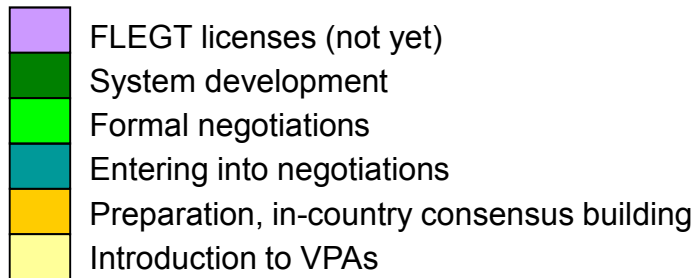 FLEGT licenses (not yet)
System development
Formal negotiations
Entering into negotiations
Preparation, in-country consensus building
Introduction to VPAs